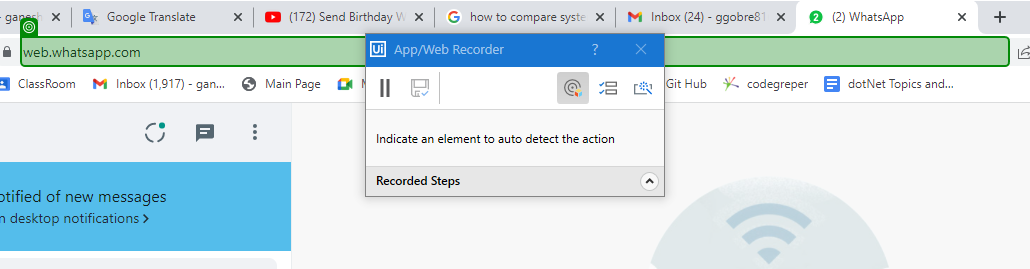 ganesh
Google Translate
(172) Send Birthday W
how to compare syste
Inbox (24) - ggobre81
2
(2) WhatsApp
web.whatsapp.com
Ui App/Web Recorder ?
ClassRoom
Inbox (1,917) - gan...
Main Page
Git Hub
codegreper
dotNet Topics and...
Indicate an element to auto detect the action
Recorded Steps
otified of new messages
n desktop notifications